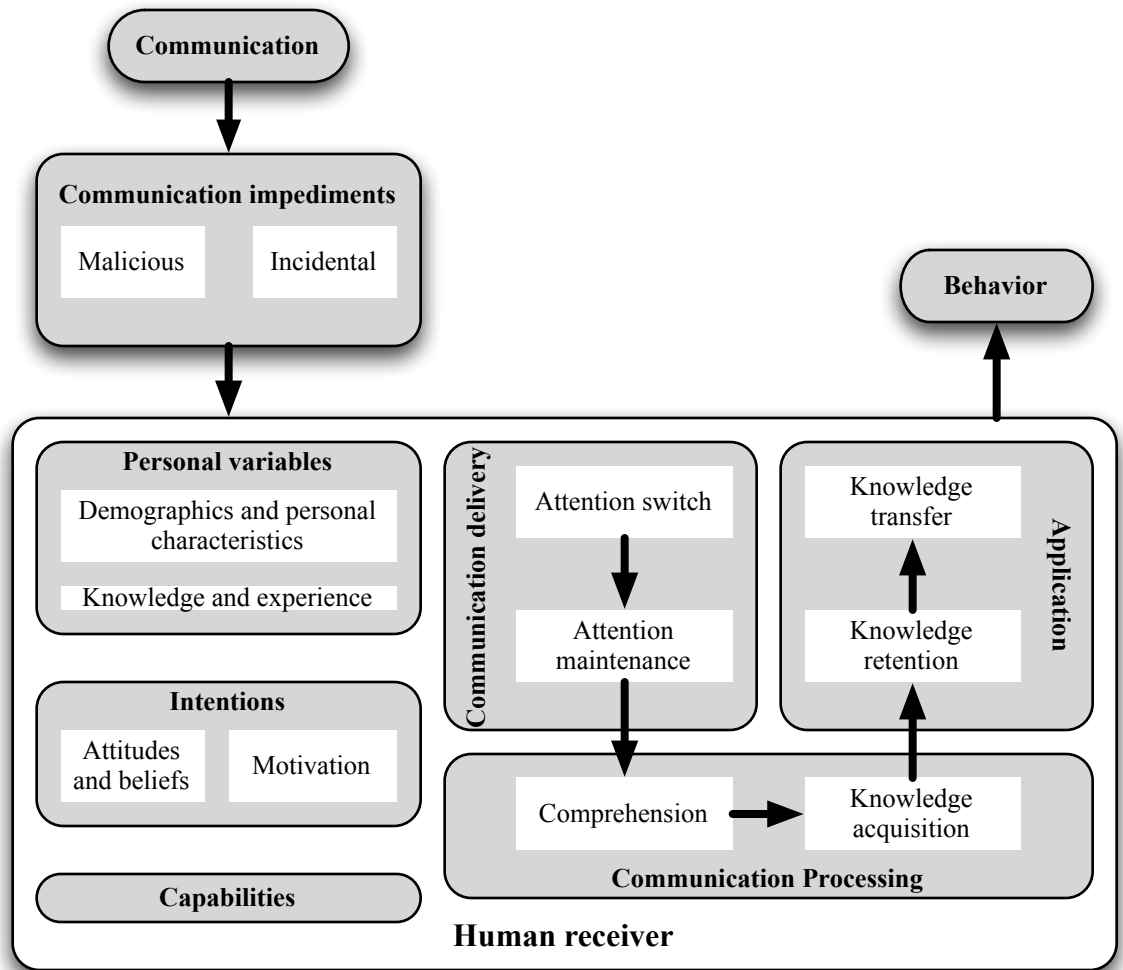 Communication
Communication impediments
Malicious
Incidental
Behavior
Personal variables
Demographics and personal
characteristics
Knowledge and experience
Intentions
Attitudes
and beliefs
Motivation
Capabilities
Communication delivery
Attention switch
Attention
maintenance
Application
Knowledge
transfer
Knowledge
retention
Comprehension
Knowledge
acquisition
Communication Processing
Human receiver